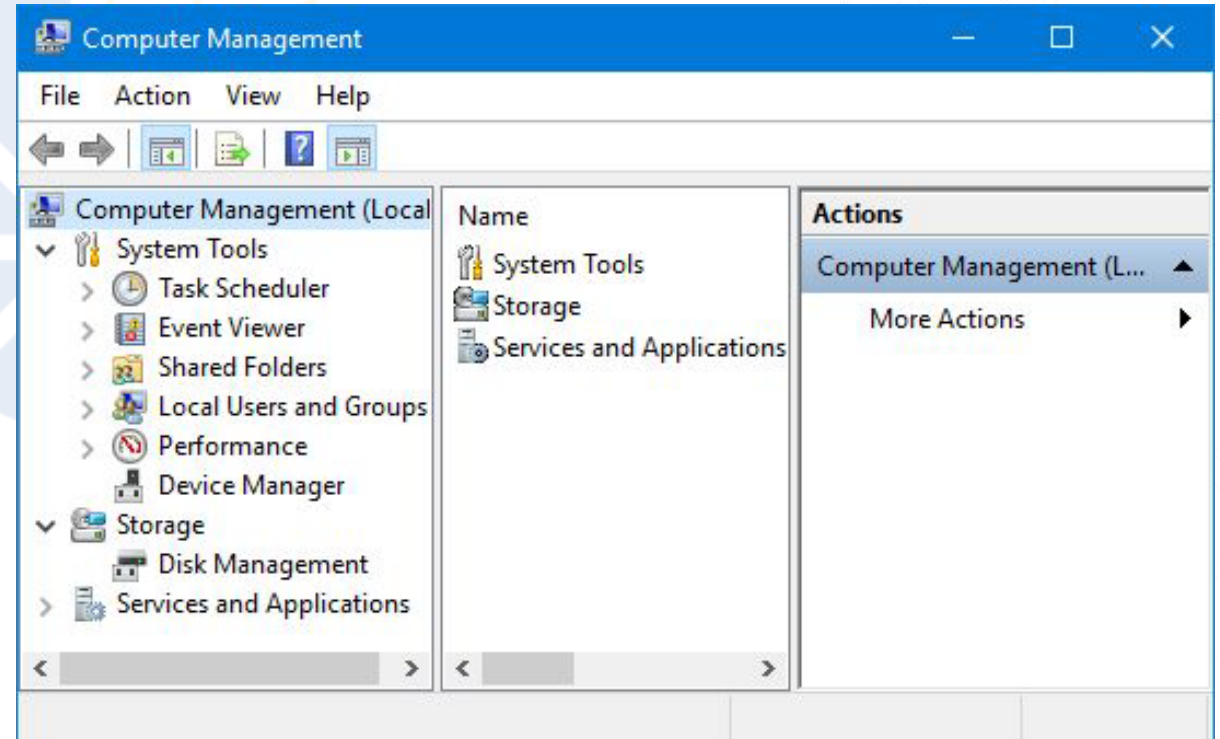 Computer Management
File Action View Help
Computer Management (Local
System Tools
Task Scheduler
Event Viewer
Shared Folders
Local Users and Groups
Performance
Device Manager
Storage
Disk Management
Services and Applications
Name
System Tools
Storage
Services and Applications
Actions
Computer Management (L...
More Actions